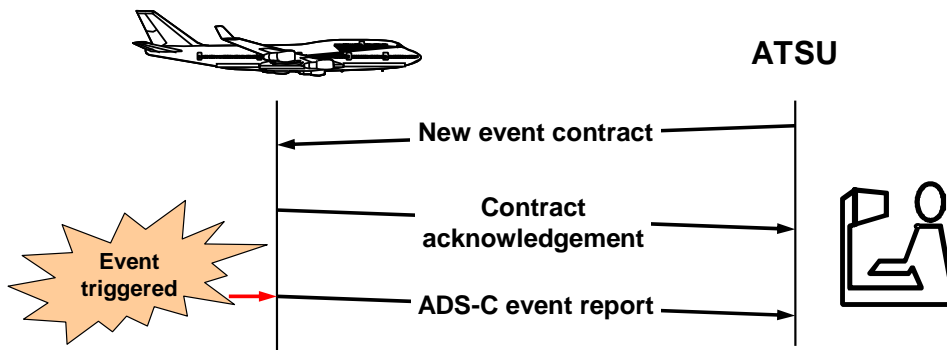 ATSU
New event contract
Contract
acknowledgement
Event
triggered
ADS-C event report